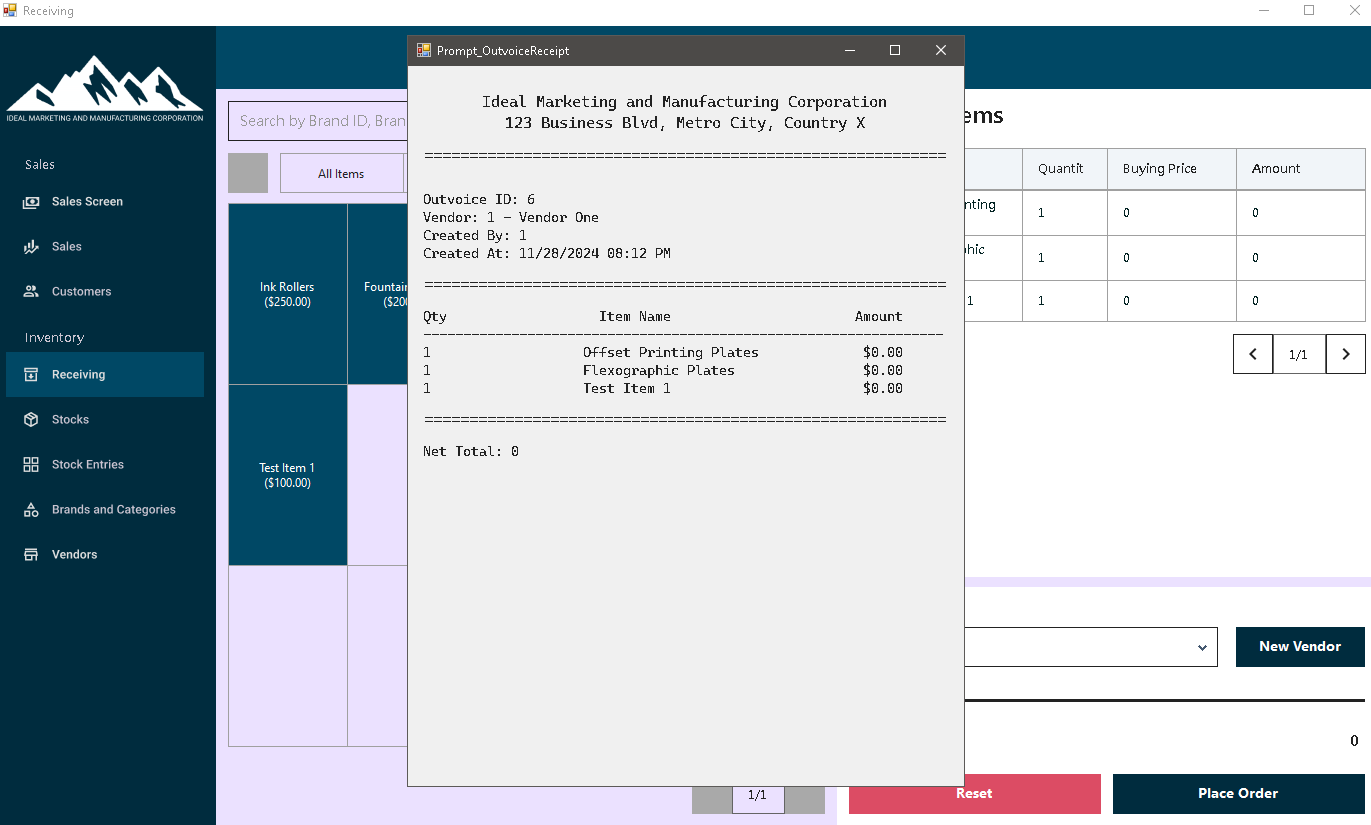 Receiving
IDEAL MARKETING AND MANUFACTURING CORPORATION
Sales
Sales Screen
Sales
Customers
Inventory
Receiving
Stocks
Stock Entries
Brands and Categories
Vendors
Search by Brand ID, Bran
All Items
Ink Rollers
($250.00)
Fountain
($200
Test Item 1
($100.00)
1/1
Prompt_OutvoiceReceipt
Ideal Marketing and Manufacturing Corporation
123 Business Blvd, Metro City, Country X
Outvoice ID: 6
Vendor: 1 - Vendor One
Created By: 1
Created At: 11/28/2024 08:12 PM
Qty Item Name Amount
1 Offset Printing Plates $0.00
1 Flexographic Plates $0.00
1 Test Item 1 $0.00
Net Total: 0
ems
Quantit Buying Price Amount
nting 1 0 0
hic 1 0 0
1 1 0 0
1/1
New Vendor
0
Reset
Place Order